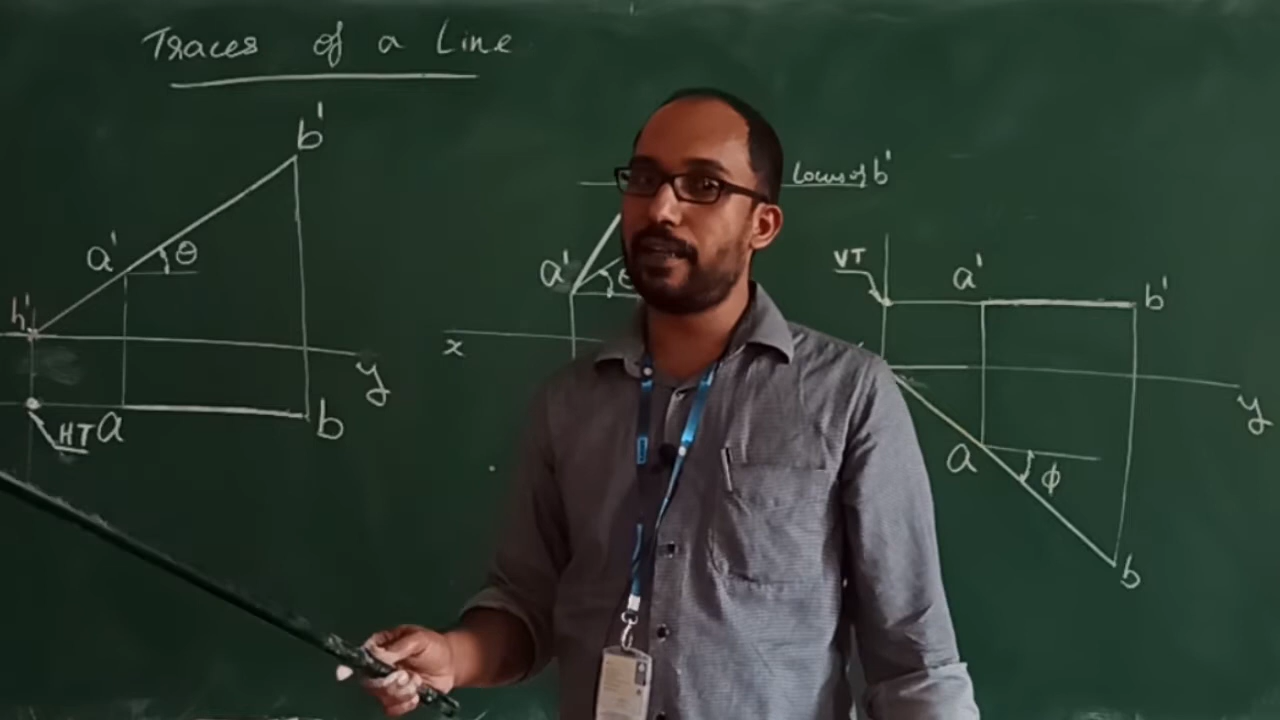 Traces of a Line
b'
a'
θ
h'
y
HT
a
b
Locus of b'
a'
θ
x
VT
a'
b'
y
a
φ
b